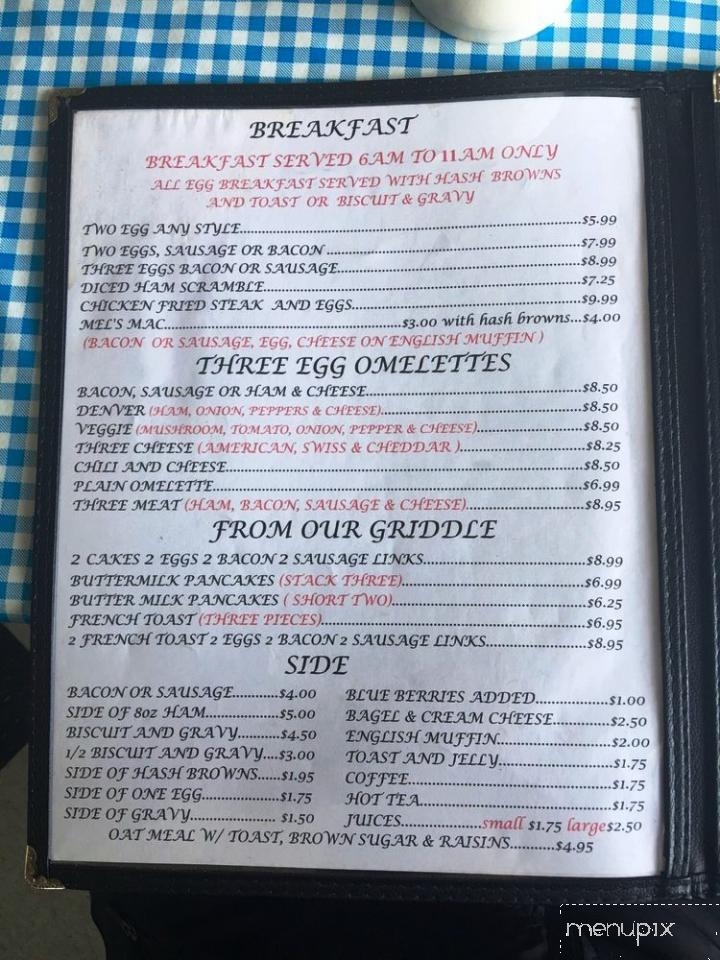 BREAKFAST
BREAKFAST SERVED 6AM TO 11AM ONLY
ALL EGG BREAKFAST SERVED WITH HASH BROWNS
AND TOAST OR BISCUIT & GRAVY
TWO EGG ANY STYLE...$5.99
TWO EGGS, SAUSAGE OR BACON ...$7.99
THREE EGGS BACON OR SAUSAGE...$8.99
DICED HAM SCRAMBLE...$7.25
CHICKEN FRIED STEAK AND EGGS...$9.99
MEL'S MAC...$3.00 with hash browns...$4.00
(BACON OR SAUSAGE, EGG, CHEESE ON ENGLISH MUFFIN )
THREE EGG OMELETTES
BACON, SAUSAGE OR HAM & CHEESE...$8.50
DENVER (HAM, ONION, PEPPERS & CHEESE)...$8.50
VEGGIE (MUSHROOM, TOMATO, ONION, PEPPER & CHEESE)...$8.50
THREE CHEESE (AMERICAN, SWISS & CHEDDAR )...$8.25
CHILI AND CHEESE...$8.50
PLAIN OMELETTE...$6.99
THREE MEAT (HAM, BACON, SAUSAGE & CHEESE)...$8.95
FROM OUR GRIDDLE
2 CAKES 2 EGGS 2 BACON 2 SAUSAGE LINKS...$8.99
BUTTERMILK PANCAKES (STACK THREE)...$6.99
BUTTER MILK PANCAKES ( SHORT TWO)...$6.25
FRENCH TOAST (THREE PIECES)...$6.95
2 FRENCH TOAST 2 EGGS 2 BACON 2 SAUSAGE LINKS...$8.95
SIDE
BACON OR SAUSAGE...$4.00
SIDE OF 8oz HAM...$5.00
BISCUIT AND GRAVY...$4.50
1/2 BISCUIT AND GRAVY....$3.00
SIDE OF HASH BROWNS......$1.95
SIDE OF ONE EGG...$1.75
SIDE OF GRAVY... $1.50
BLUE BERRIES ADDED...$1.00
BAGEL & CREAM CHEESE...$2.50
ENGLISH MUFFIN...$2.00
TOAST AND JELLY...$1.75
COFFEE...$1.75
HOT TEA...$1.75
JUICES...small $1.75 large$2.50
OAT MEAL W/ TOAST, BROWN SUGAR & RAISINS...$4.95
menupix